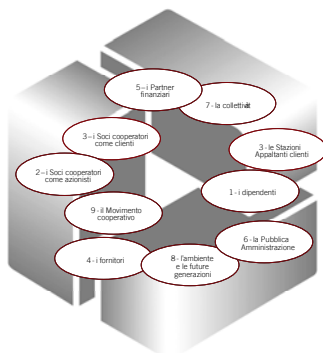 5 – i Partner
finanziari
7 - la collettività
3 – i Soci cooperatori
come clienti
3 - le Stazioni
Appaltanti clienti
2 – i Soci cooperatori
come azionisti
1 - i dipendenti
9 - il Movimento
cooperativo
6 - la Pubblica
Amministrazione
4 - i fornitori
8 - l'ambiente
e le future
generazioni